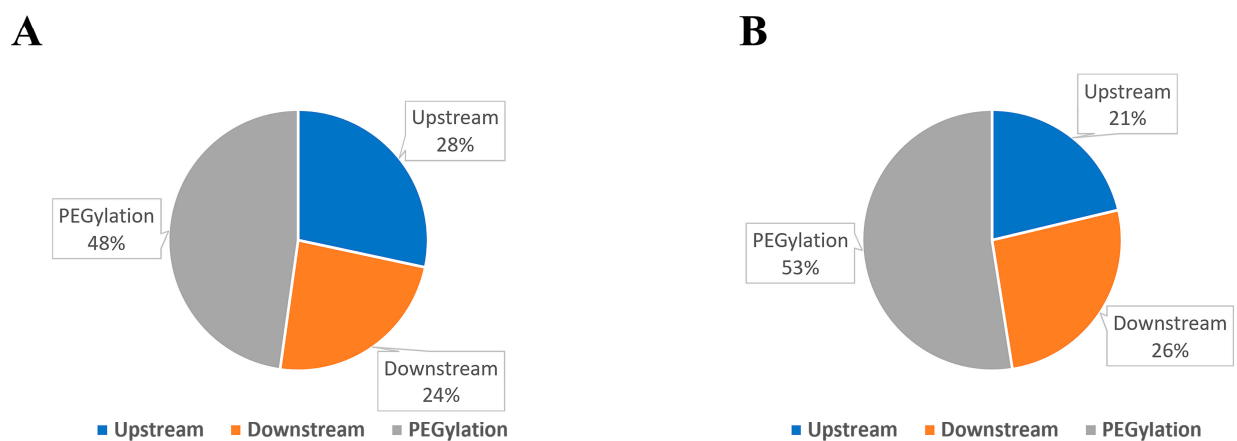 A
Upstream
28%
PEGylation
48%
Downstream
24%
Upstream Downstream PEGylation
B
Upstream
21%
PEGylation
53%
Downstream
26%
Upstream Downstream PEGylation